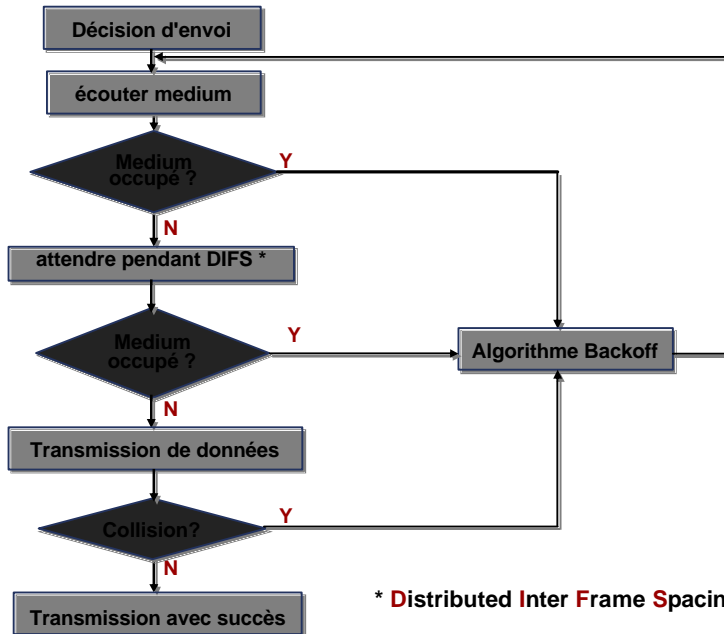 Décision d'envoi
écouter medium
Medium
occupé ?
Y
N
attendre pendant DIFS *
Medium
occupé ?
Y
Algorithme Backoff
N
Transmission de données
Collision?
Y
N
Transmission avec succès
* Distributed Inter Frame Spacin